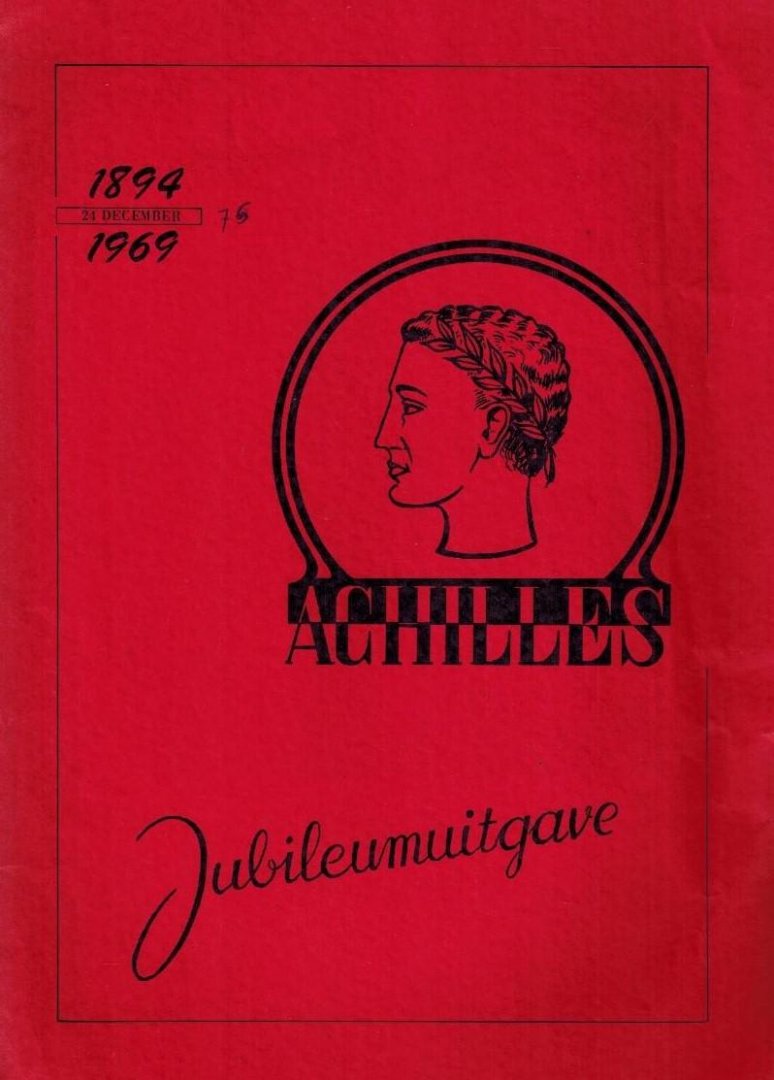 1894
24 DECEMBER
75
1969
ACHILLES
Jubileumuitgave